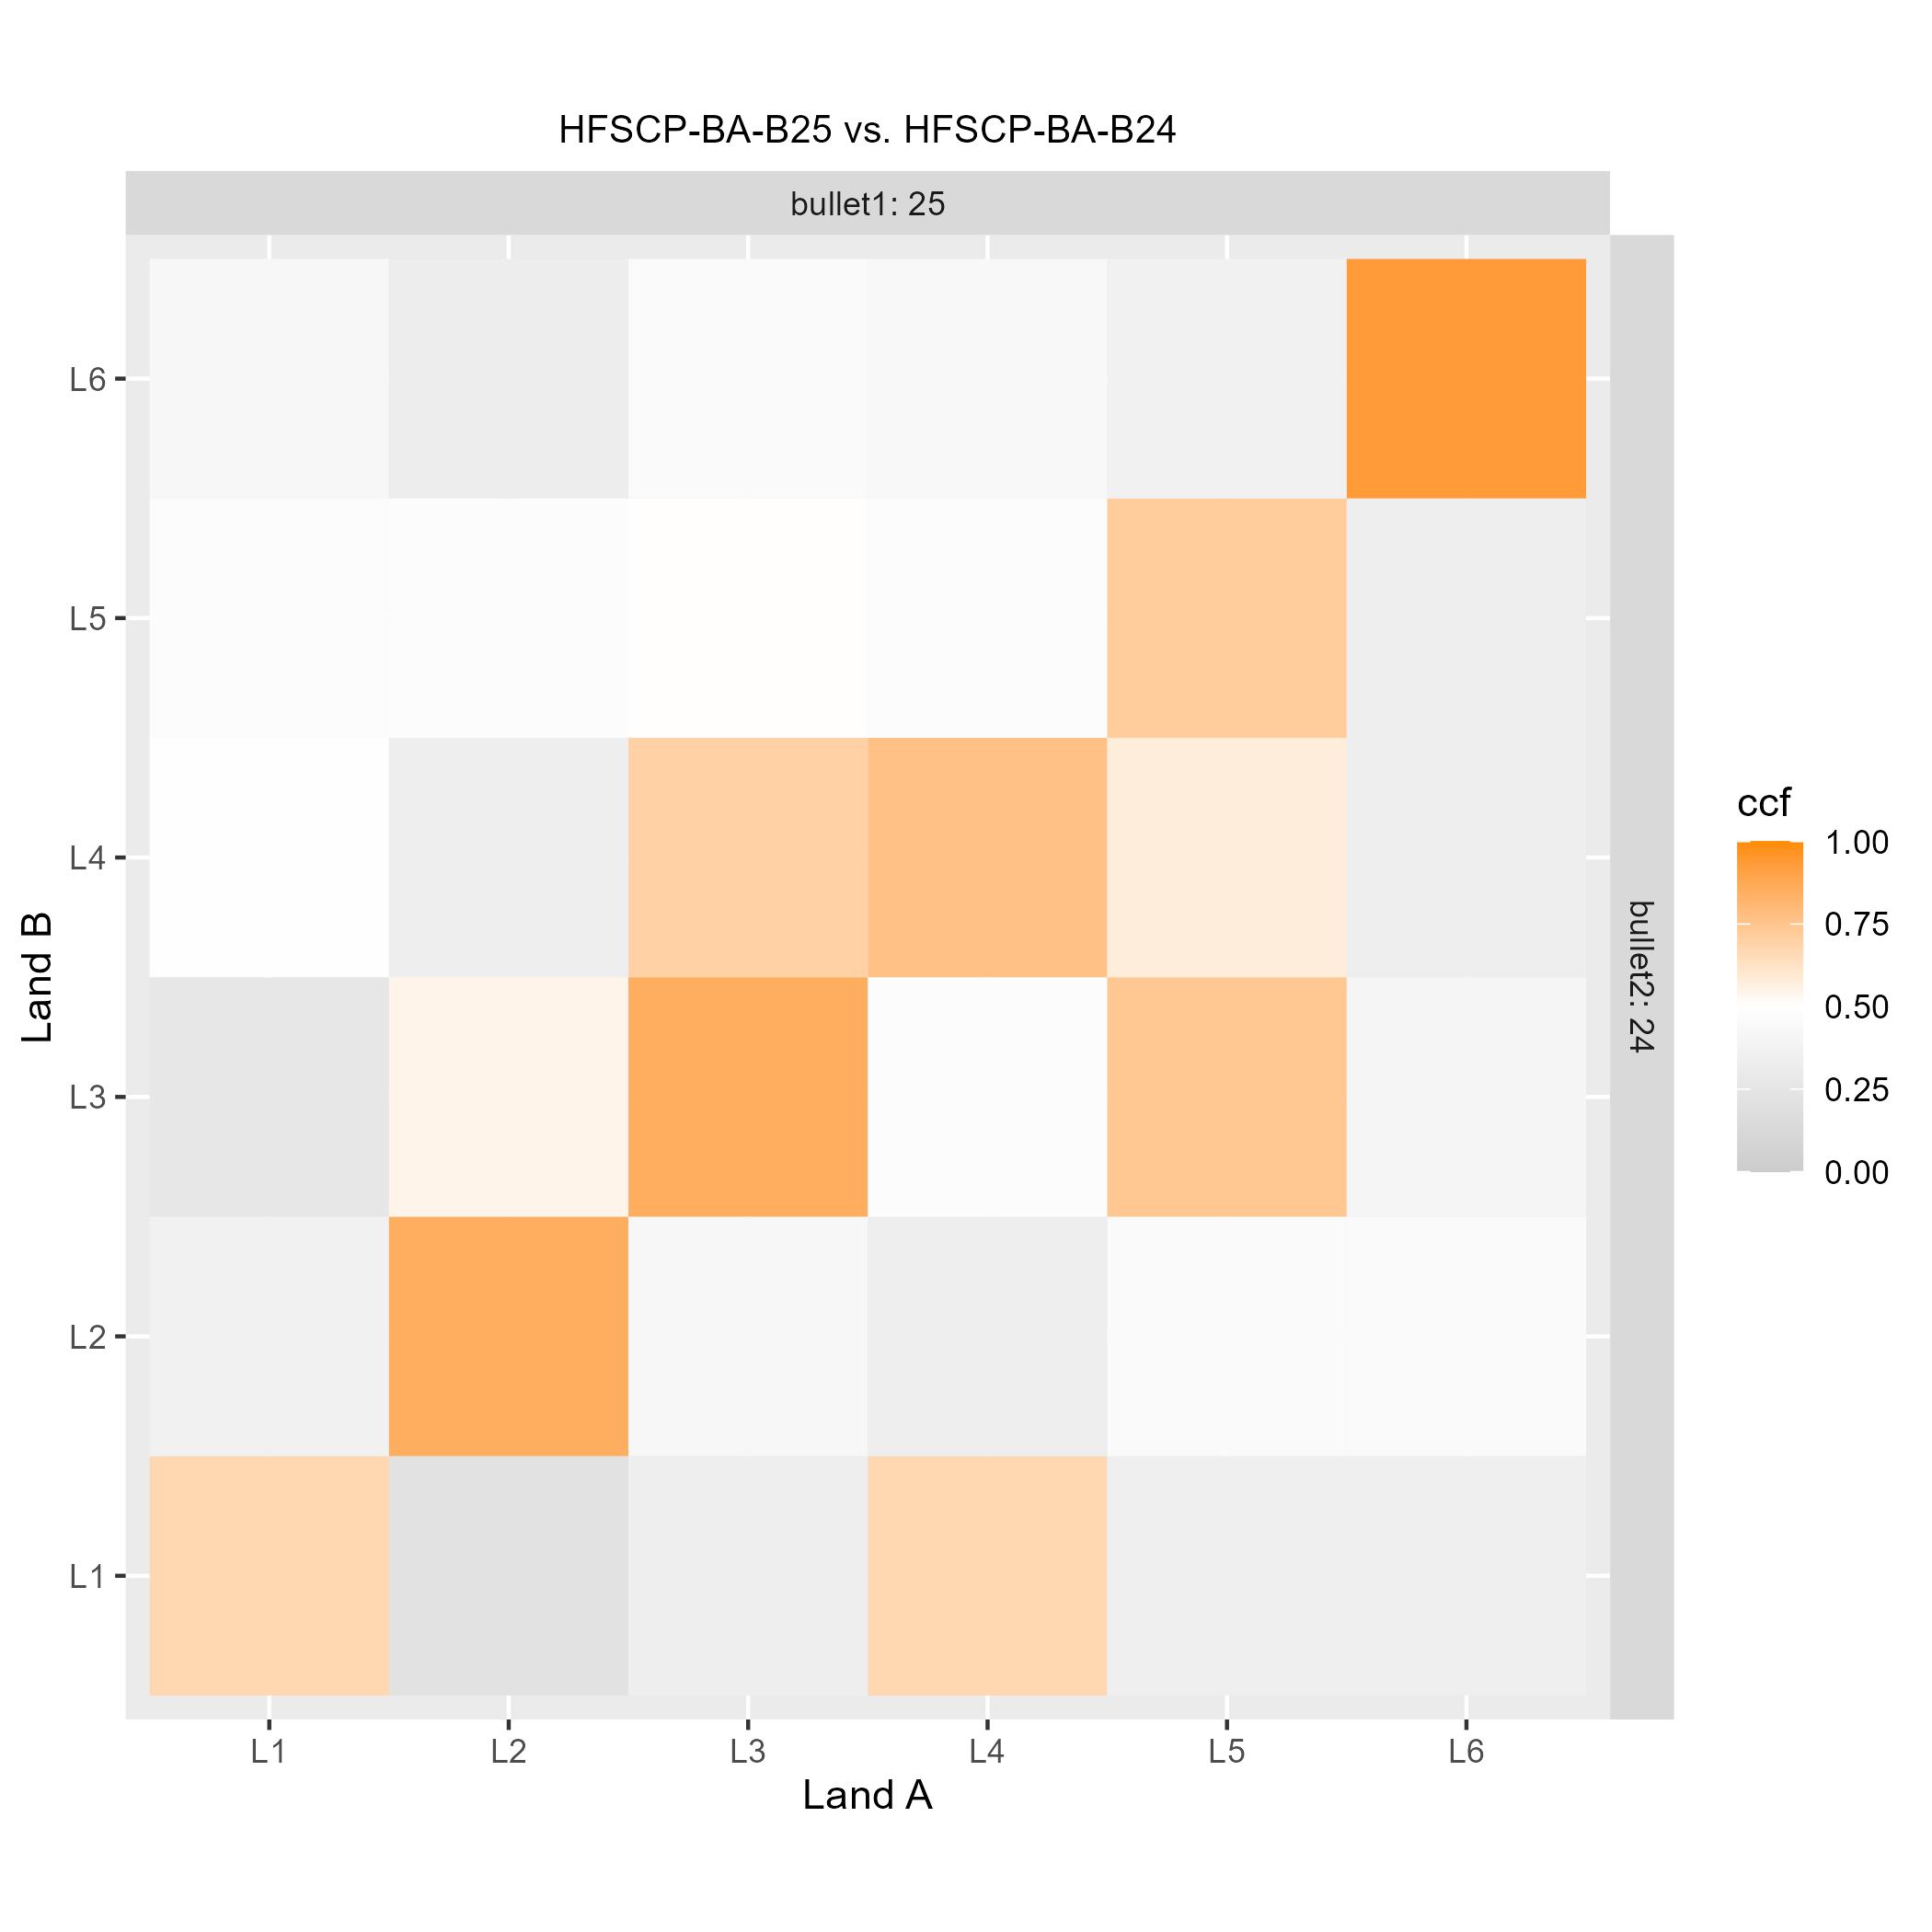 HFSCP-BA-B25 vs. HFSCP-BA-B24
bullet1: 25
L6
L5
L4
L3
L2
L1
Land B
L1
L2
L3
L4
L5
L6
Land A
bullet2: 24
ccf
1.00
0.75
0.50
0.25
0.00